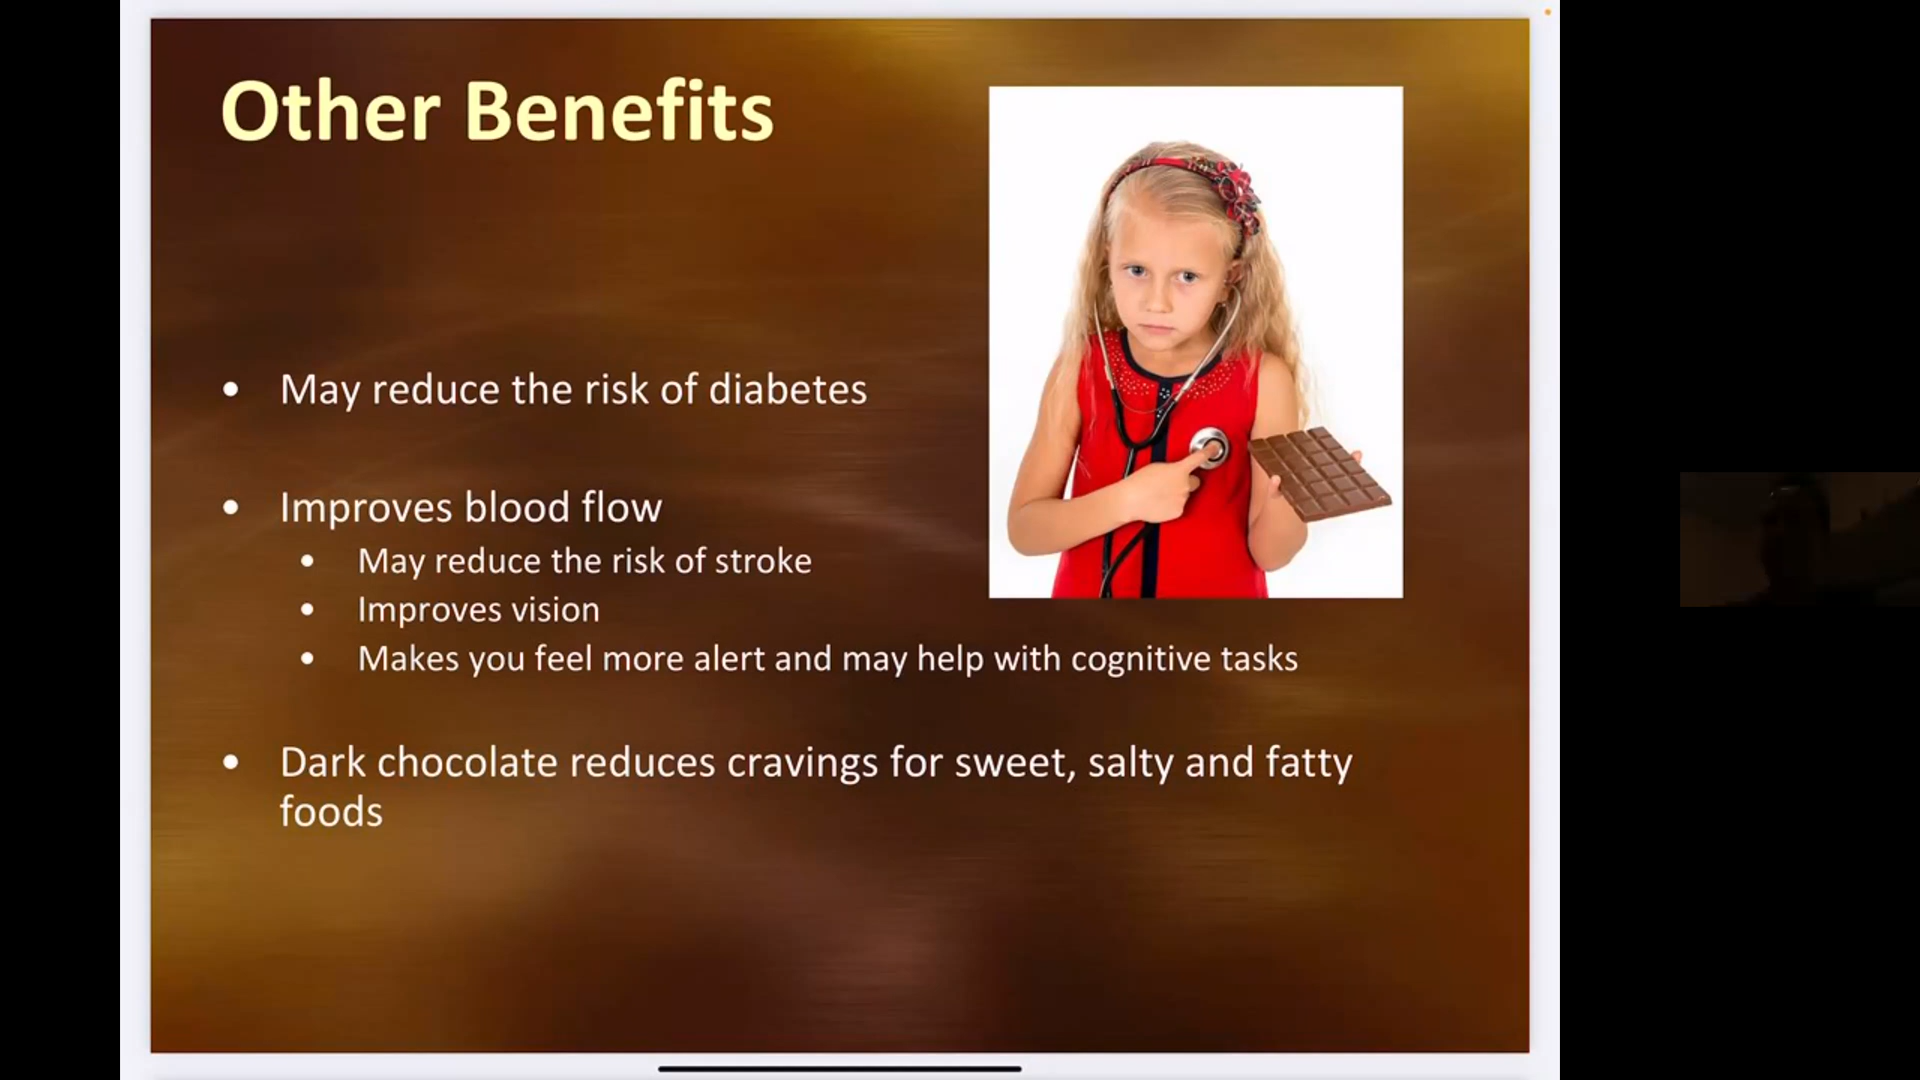 Other Benefits
• May reduce the risk of diabetes
• Improves blood flow
• May reduce the risk of stroke
• Improves vision
• Makes you feel more alert and may help with cognitive tasks
• Dark chocolate reduces cravings for sweet, salty and fatty
foods